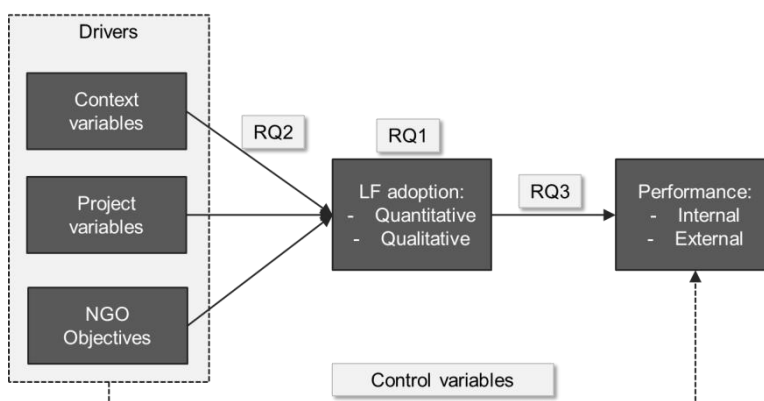 Drivers
Context
variables
RQ2
RQ1
Project
variables
LF adoption:
- Quantitative
- Qualitative
RQ3
Performance:
- Internal
- External
NGO
Objectives
Control variables